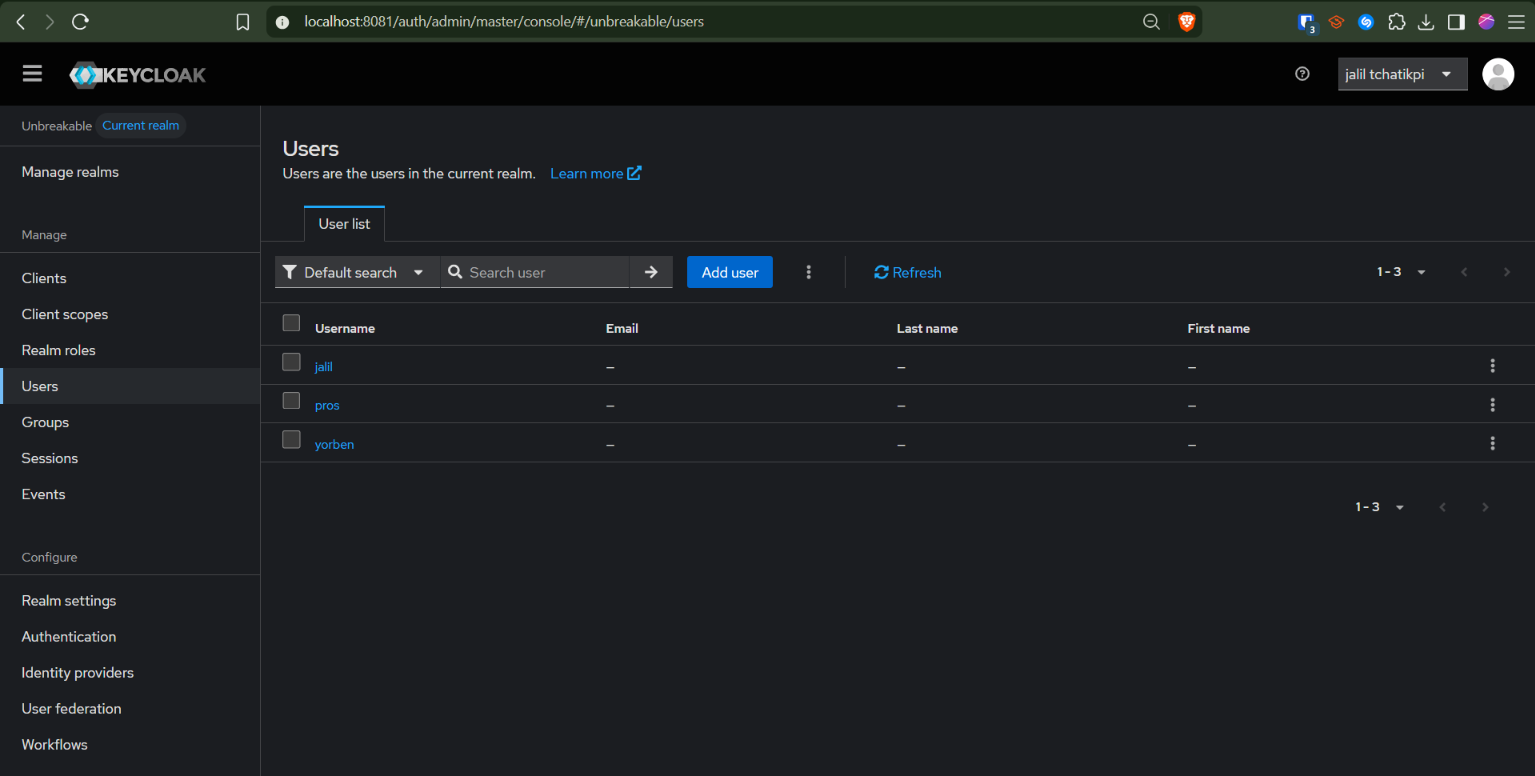 localhost:8081/auth/admin/master/console/#/unbreakable/users
3
KEYCLOAK
jalil tchatikpi
Unbreakable Current realm
Manage realms
Manage
Clients
Client scopes
Realm roles
Users
Groups
Sessions
Events
Configure
Realm settings
Authentication
Identity providers
User federation
Workflows
Users
Users are the users in the current realm. Learn more
User list
Default search Search user Add user Refresh 1 - 3
Username Email Last name First name
jalil – – –
pros – – –
yorben – – –
1 - 3